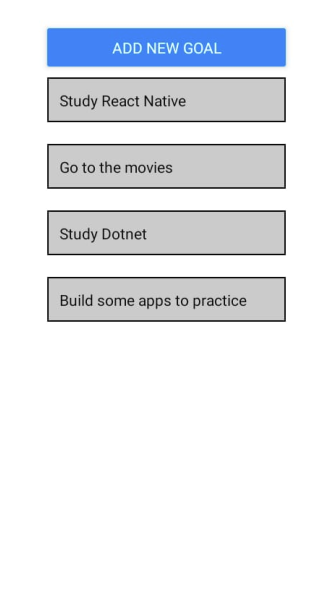 ADD NEW GOAL
Study React Native
Go to the movies
Study Dotnet
Build some apps to practice